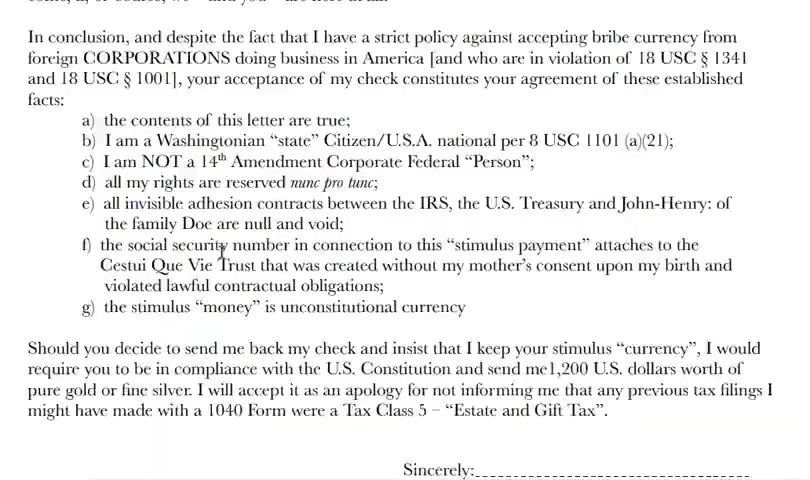 In conclusion, and despite the fact that I have a strict policy against accepting bribe currency from
foreign CORPORATIONS doing business in America [and who are in violation of 18 USC § 1341
and 18 USC § 1001], your acceptance of my check constitutes your agreement of these established
facts:
a) the contents of this letter are true;
b) I am a Washingtonian “state” Citizen/U.S.A. national per 8 USC 1101 (a)(21);
c) I am NOT a 14th Amendment Corporate Federal “Person”;
d) all my rights are reserved nunc pro tunc;
e) all invisible adhesion contracts between the IRS, the U.S. Treasury and John-Henry: of
the family Doe are null and void;
f) the social security number in connection to this “stimulus payment” attaches to the
Cestui Que Vie Trust that was created without my mother’s consent upon my birth and
violated lawful contractual obligations;
g) the stimulus “money” is unconstitutional currency
Should you decide to send me back my check and insist that I keep your stimulus “currency”, I would
require you to be in compliance with the U.S. Constitution and send me1,200 U.S. dollars worth of
pure gold or fine silver. I will accept it as an apology for not informing me that any previous tax filings I
might have made with a 1040 Form were a Tax Class 5 – “Estate and Gift Tax”.
Sincerely: